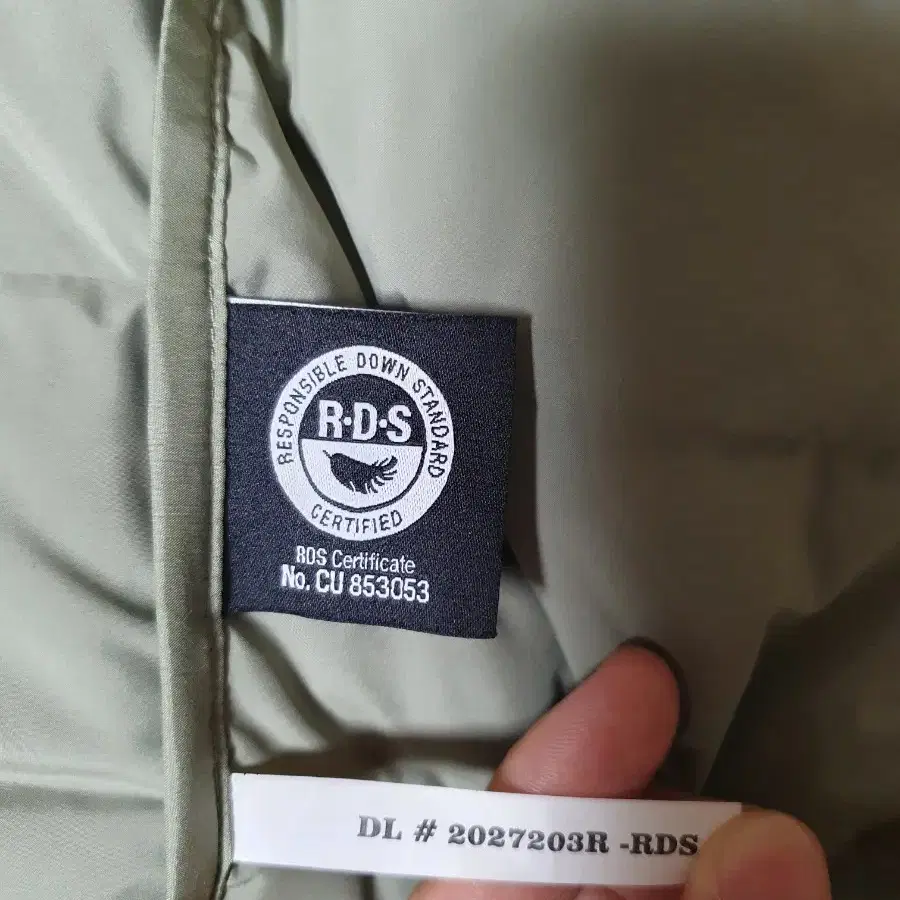 RESPONSIBLE DOWN STANDARD
R·D·S
CERTIFIED
RDS Certificate
No. CU 853053
DL # 2027203R -RDS